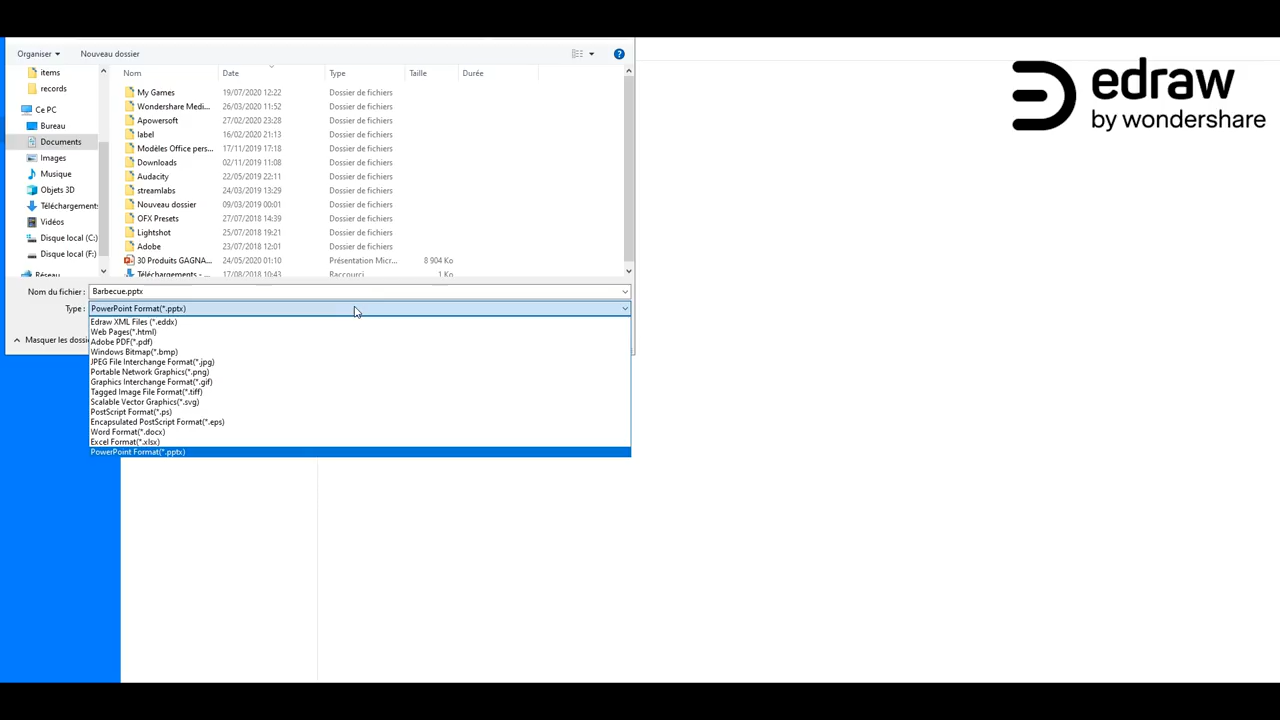 edraw
by wondershare
Organiser
Nouveau dossier
Nom Date Type Taille Durée
items
records
Ce PC
Bureau
Documents
Images
Musique
Objets 3D
Téléchargements
Vidéos
Disque local (C:)
Disque local (F:)
Réseau
My Games 19/07/2020 12:22 Dossier de fichiers
Wondershare Medi... 26/03/2020 11:52 Dossier de fichiers
Apowersoft 27/02/2020 23:28 Dossier de fichiers
label 16/02/2020 21:13 Dossier de fichiers
Modèles Office pers... 17/11/2019 17:18 Dossier de fichiers
Downloads 02/11/2019 11:08 Dossier de fichiers
Audacity 22/05/2019 22:11 Dossier de fichiers
streamlabs 24/03/2019 13:29 Dossier de fichiers
Nouveau dossier 09/03/2019 00:01 Dossier de fichiers
OFX Presets 27/07/2018 14:39 Dossier de fichiers
Lightshot 25/07/2018 19:21 Dossier de fichiers
Adobe 23/07/2018 12:01 Dossier de fichiers
30 Produits GAGNA... 24/05/2020 01:10 Présentation Micr... 8 904 Ko
Téléchargements - ... 17/08/2018 10:43 Raccourci 1 Ko
Nom du fichier : Barbecue.pptx
Type : PowerPoint Format(*.pptx)
Masquer les dossi
Edraw XML Files (*.eddx)
Web Pages(*.html)
Adobe PDF(*.pdf)
Windows Bitmap(*.bmp)
JPEG File Interchange Format(*.jpg)
Portable Network Graphics(*.png)
Graphics Interchange Format(*.gif)
Tagged Image File Format(*.tiff)
Scalable Vector Graphics(*.svg)
PostScript Format(*.ps)
Encapsulated PostScript Format(*.eps)
Word Format(*.docx)
Excel Format(*.xlsx)
PowerPoint Format(*.pptx)